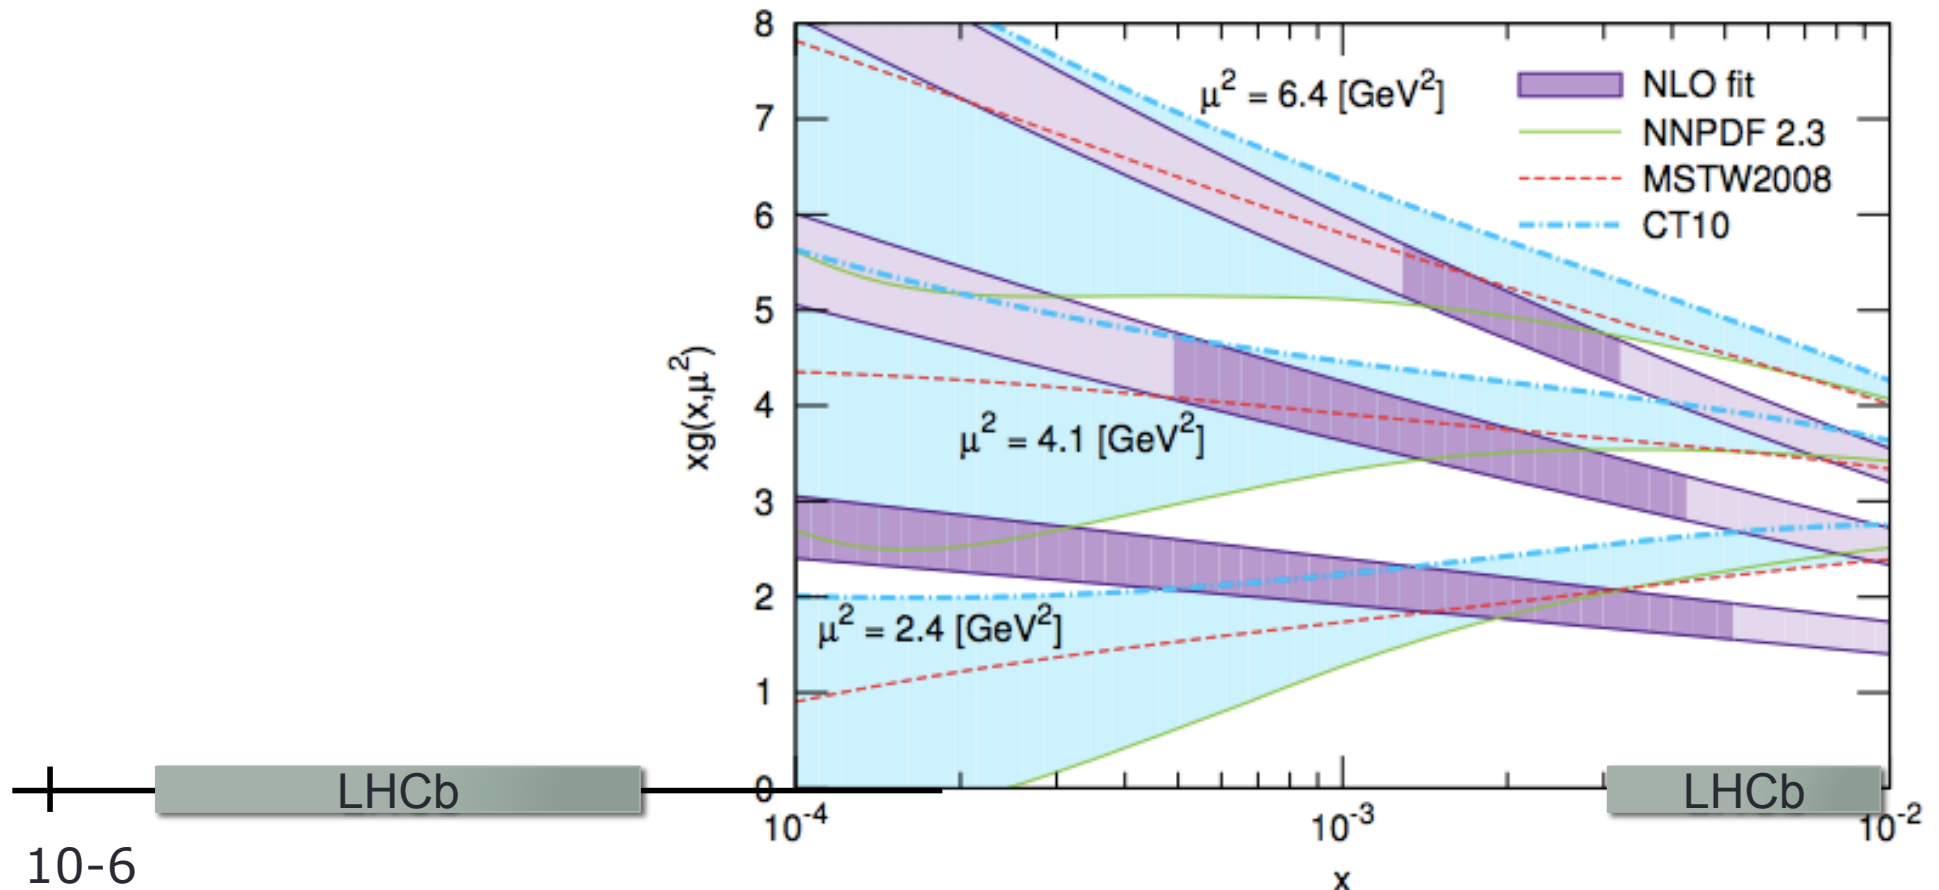 8
7
6
5
4
3
2
1
0
xg(x,μ²)
μ² = 6.4 [GeV²]
μ² = 4.1 [GeV²]
μ² = 2.4 [GeV²]
NLO fit
NNPDF 2.3
MSTW2008
CT10
LHCb
LHCb
10-6
10⁻⁴
10⁻³
10⁻²
x